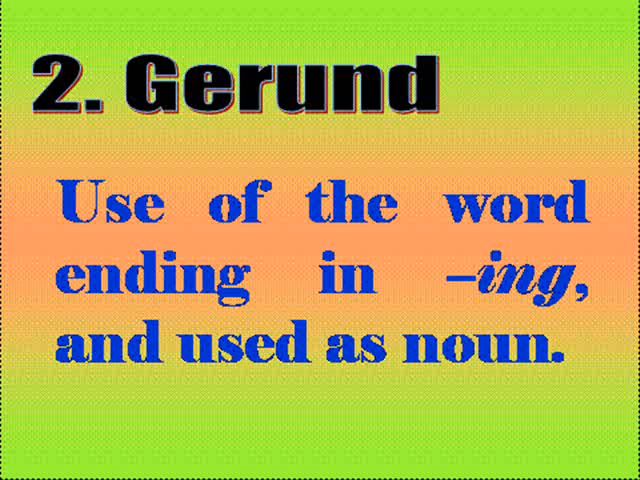 2. Gerund
Use of the word
ending in –ing,
and used as noun.